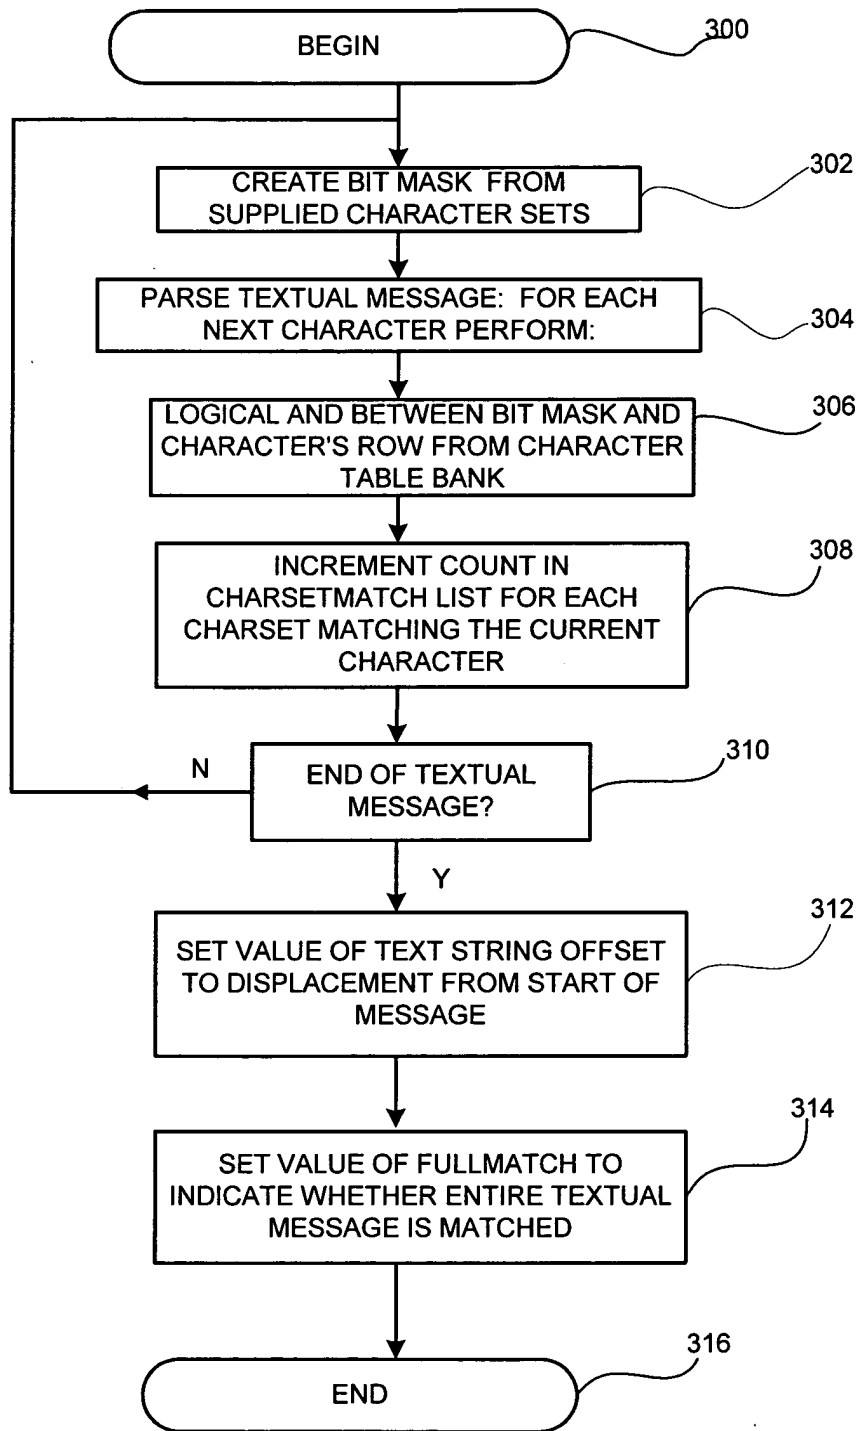 BEGIN
300
CREATE BIT MASK FROM
SUPPLIED CHARACTER SETS
302
PARSE TEXTUAL MESSAGE: FOR EACH
NEXT CHARACTER PERFORM:
304
LOGICAL AND BETWEEN BIT MASK AND
CHARACTER'S ROW FROM CHARACTER
TABLE BANK
306
INCREMENT COUNT IN
CHARSETMATCH LIST FOR EACH
CHARSET MATCHING THE CURRENT
CHARACTER
308
END OF TEXTUAL
MESSAGE?
310
N
Y
SET VALUE OF TEXT STRING OFFSET
TO DISPLACEMENT FROM START OF
MESSAGE
312
SET VALUE OF FULLMATCH TO
INDICATE WHETHER ENTIRE TEXTUAL
MESSAGE IS MATCHED
314
END
316